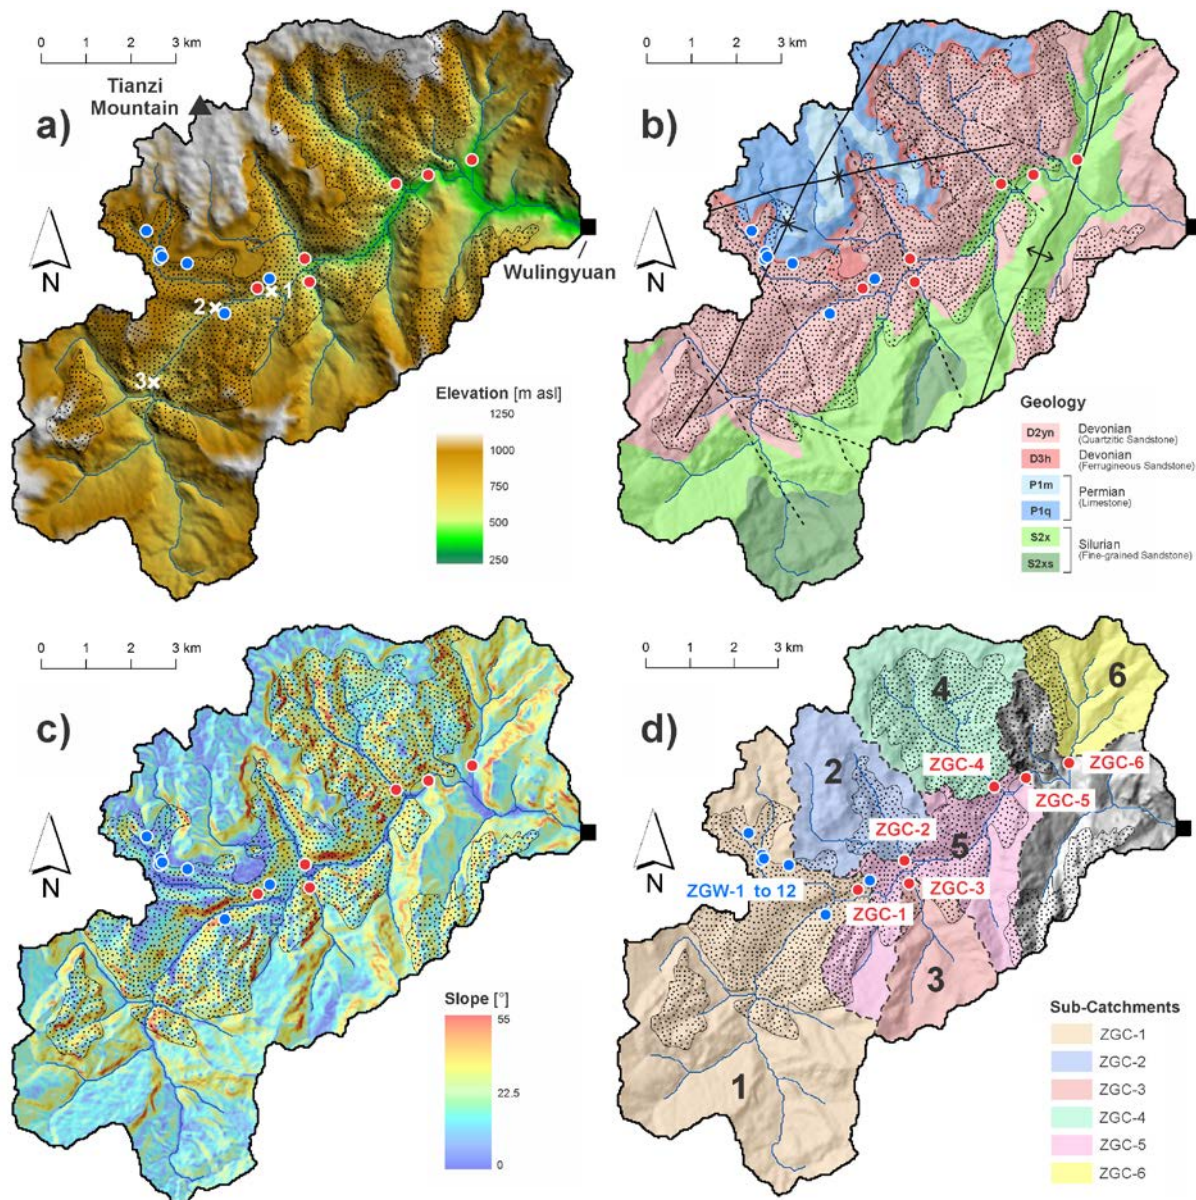 0 1 2 3 km
Tianzi
Mountain
a)
N
Wulingyuan
1
2
3
Elevation [m asl]
1250
1000
750
500
250
0 1 2 3 km
b)
N
Geology
D2yn Devonian
(Quartzitic Sandstone)
D3h Devonian
(Ferrugineous Sandstone)
P1m Permian
(Limestone)
P1q
S2x Silurian
(Fine-grained Sandstone)
S2xs
0 1 2 3 km
c)
N
Slope [°]
55
22.5
0
0 1 2 3 km
d)
N
4
6
2
ZGC-4
ZGC-6
ZGC-5
ZGC-2
5
ZGW-1 to 12
ZGC-3
ZGC-1
3
1
Sub-Catchments
ZGC-1
ZGC-2
ZGC-3
ZGC-4
ZGC-5
ZGC-6